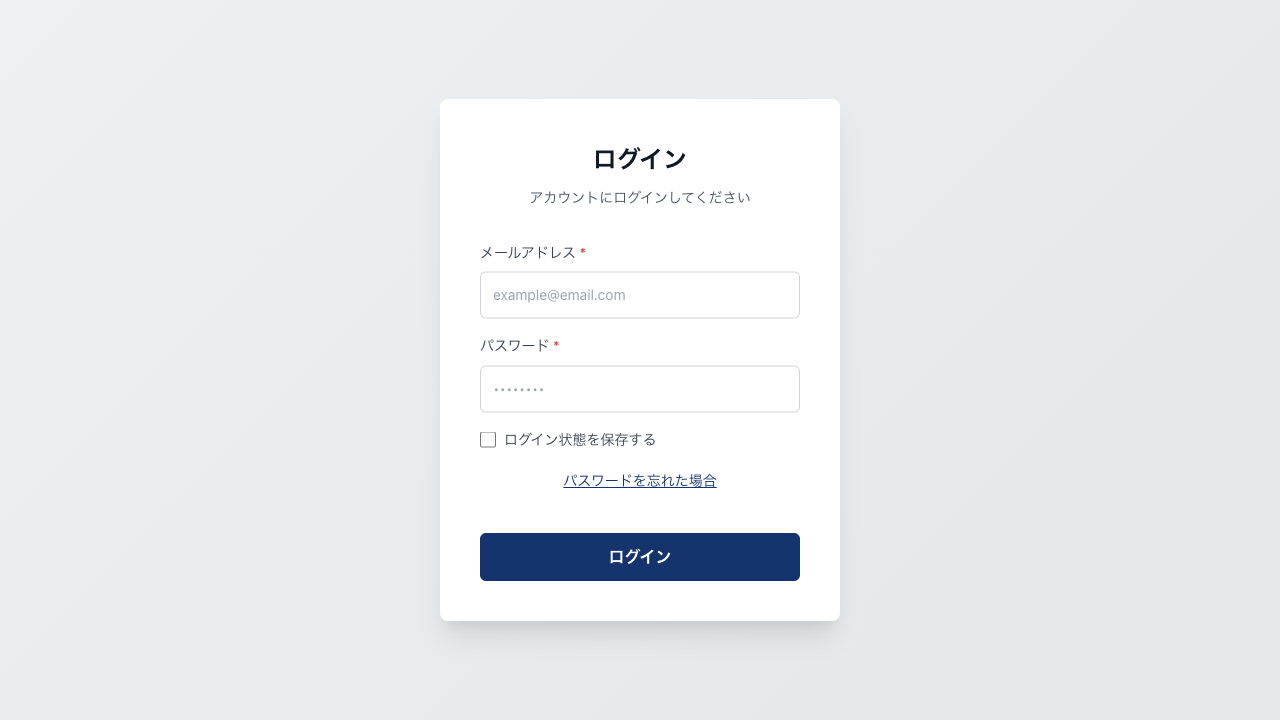 ログイン
アカウントにログインしてください
メールアドレス *
example@email.com
パスワード *
••••••••
ログイン状態を保存する
パスワードを忘れた場合
ログイン